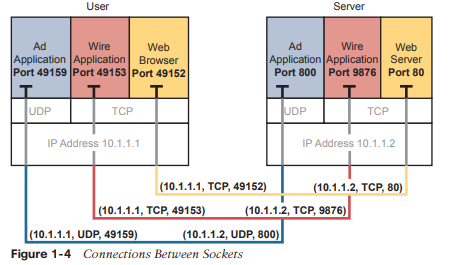 User
Server
Ad Application Port 49159
Wire Application Port 49153
Web Browser Port 49152
Ad Application Port 800
Wire Application Port 9876
Web Server Port 80
UDP
TCP
UDP
TCP
IP Address 10.1.1.1
IP Address 10.1.1.2
(10.1.1.1, TCP, 49152)
(10.1.1.2, TCP, 80)
(10.1.1.1, TCP, 49153)
(10.1.1.2, TCP, 9876)
(10.1.1.1, UDP, 49159)
(10.1.1.2, UDP, 800)
Figure 1-4 Connections Between Sockets